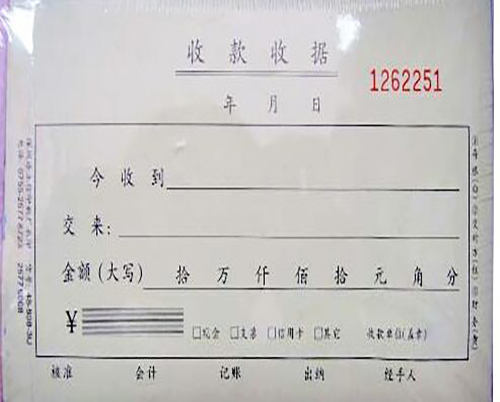 收款收据
1262251
年 月 日
今收到
交来:
金额(大写) 拾 万 仟 佰 拾 元 角 分
¥ □现金 □支票 □信用卡 □其它 收款单位(盖章)
核准 会计 记账 出纳 经手人